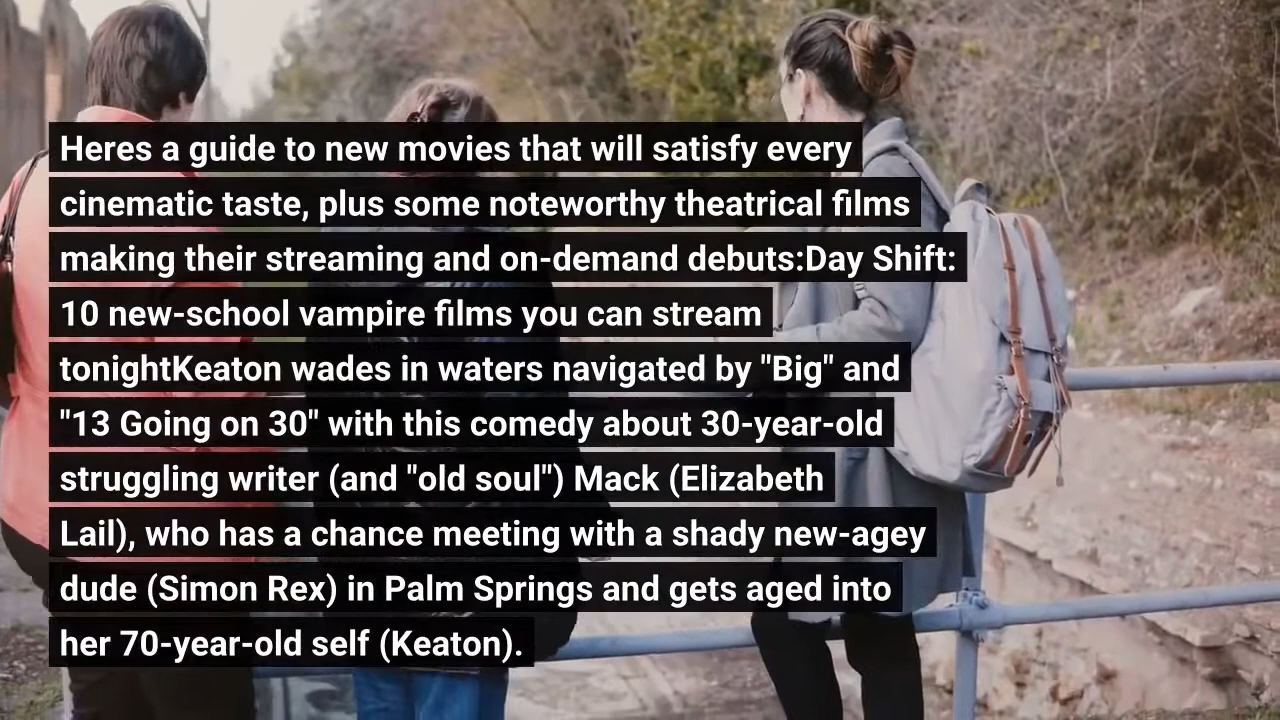 Heres a guide to new movies that will satisfy every
cinematic taste, plus some noteworthy theatrical films
making their streaming and on-demand debuts:Day Shift:
10 new-school vampire films you can stream
tonightKeaton wades in waters navigated by "Big" and
"13 Going on 30" with this comedy about 30-year-old
struggling writer (and "old soul") Mack (Elizabeth
Lail), who has a chance meeting with a shady new-agey
dude (Simon Rex) in Palm Springs and gets aged into
her 70-year-old self (Keaton).